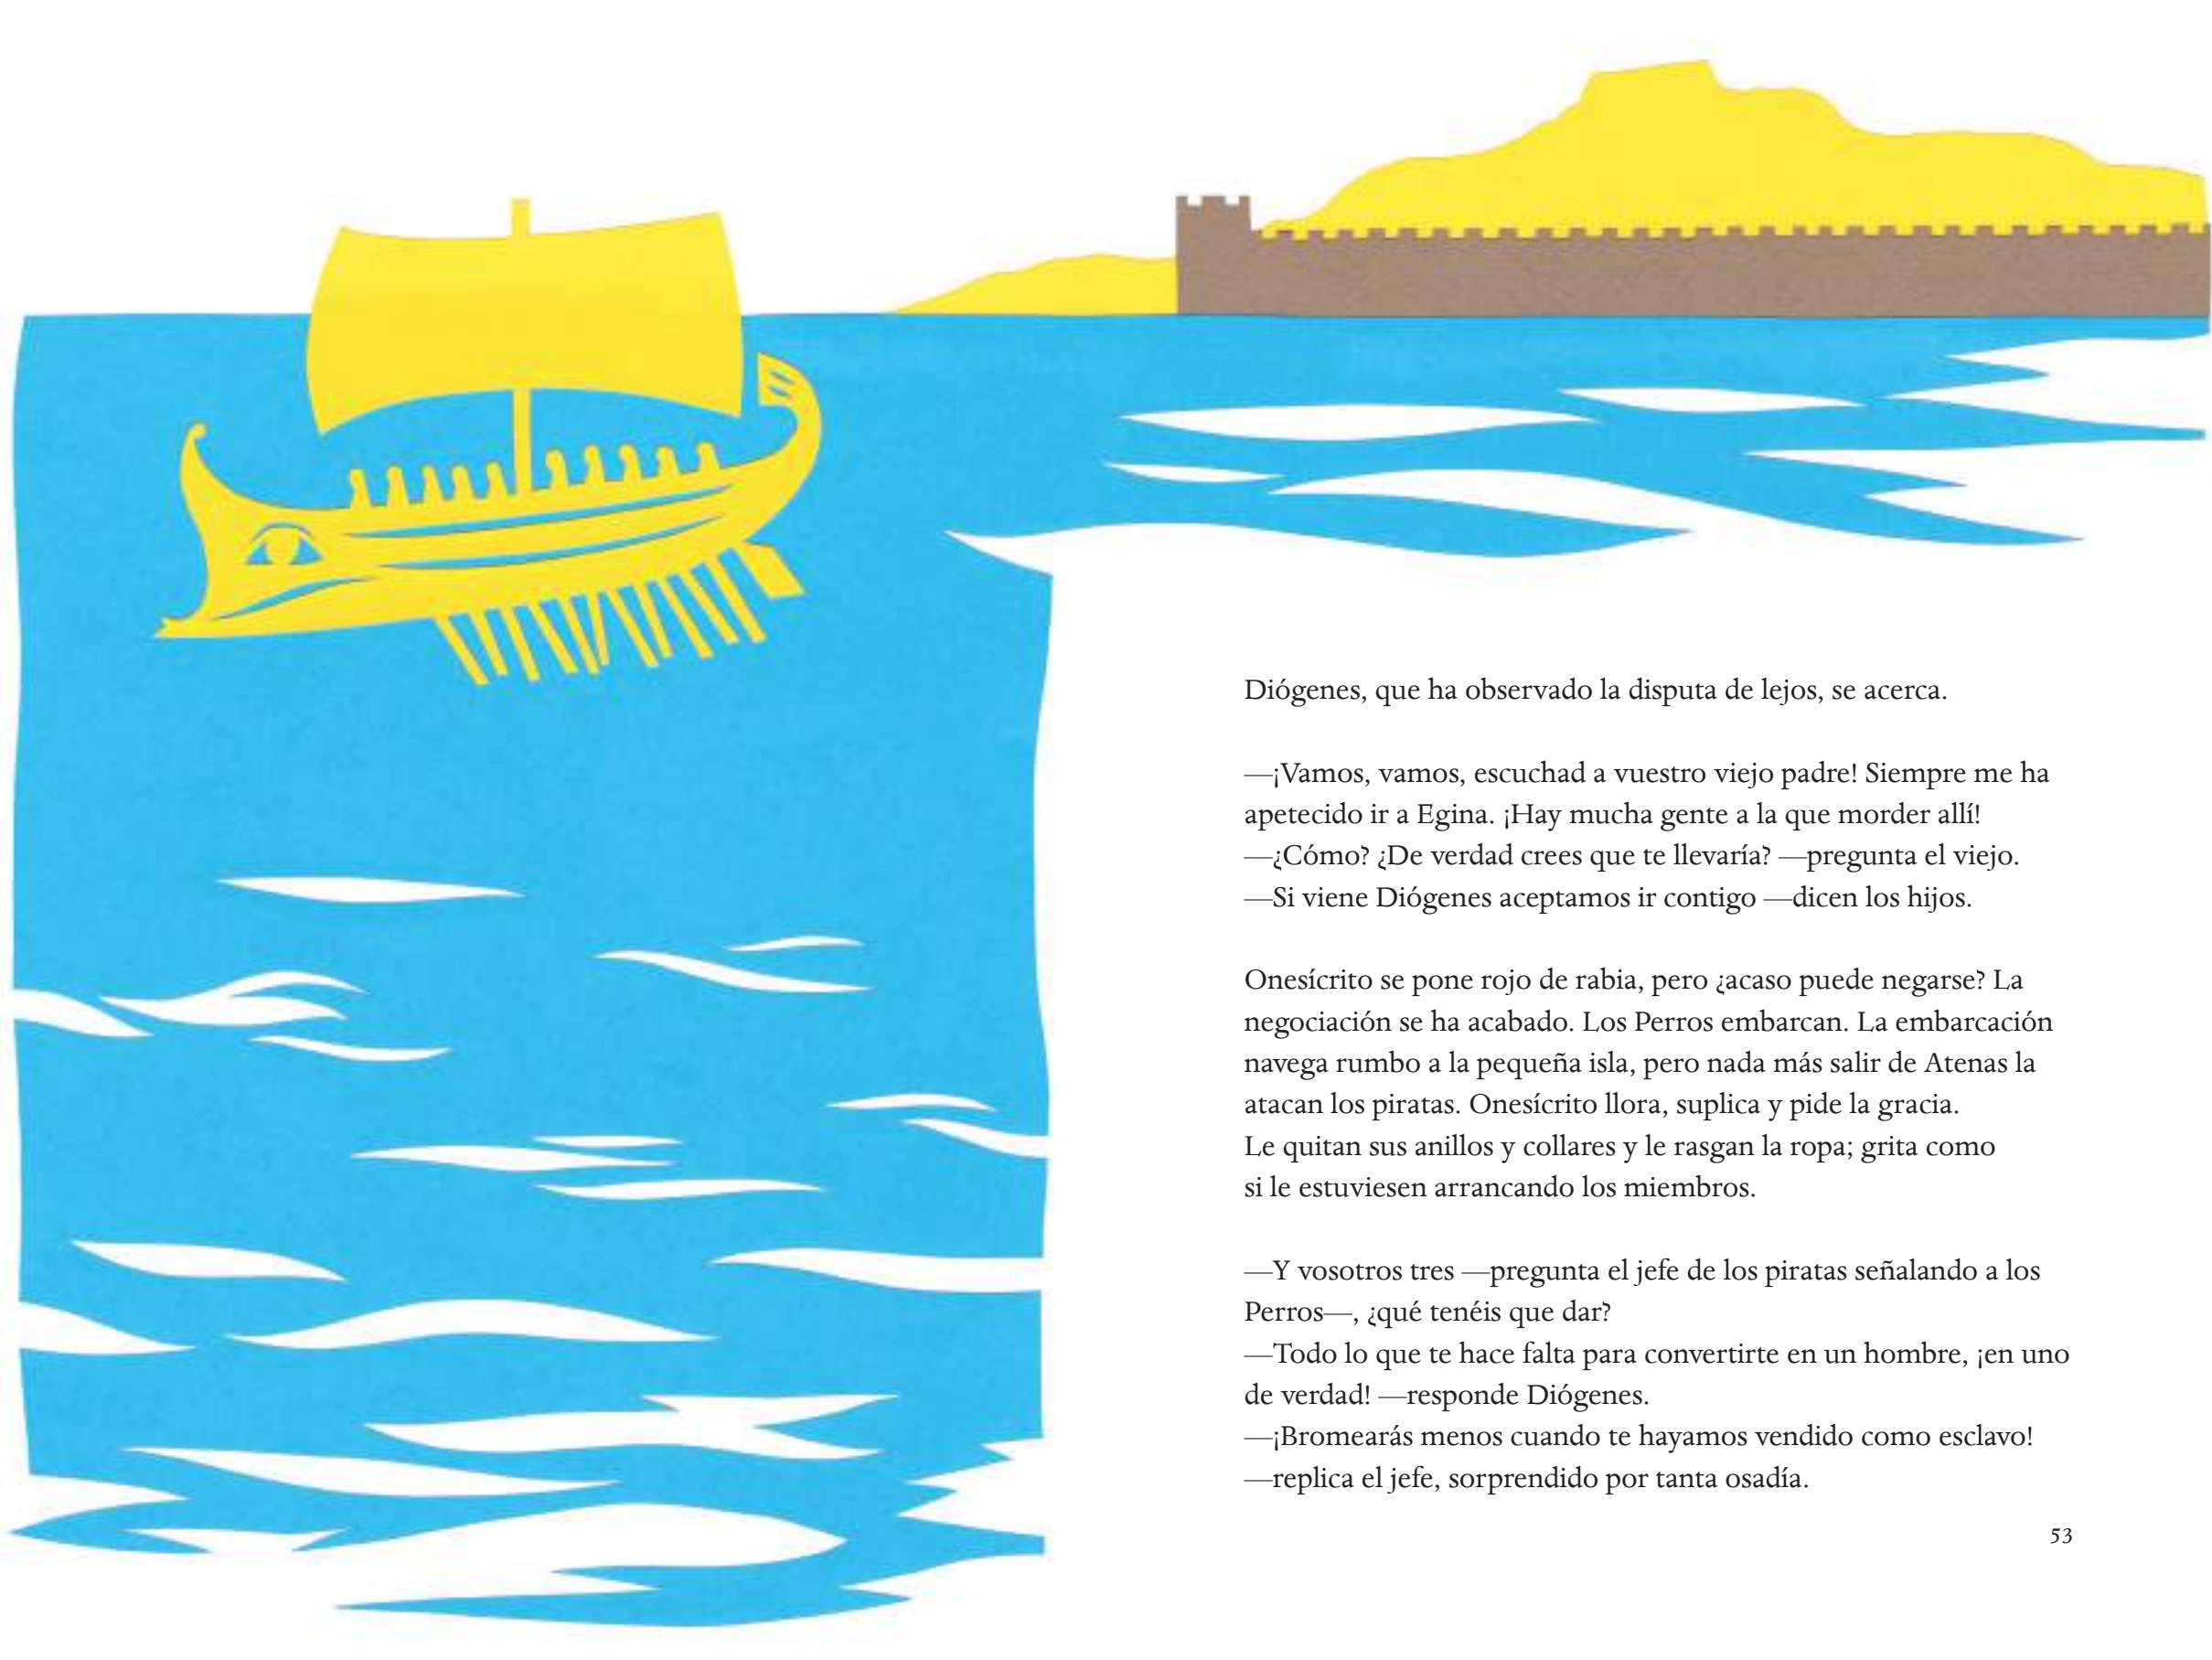 Diógenes, que ha observado la disputa de lejos, se acerca.
—¡Vamos, vamos, escuchad a vuestro viejo padre! Siempre me ha
apetecido ir a Egina. ¡Hay mucha gente a la que morder allí!
—¿Cómo? ¿De verdad crees que te llevaría? —pregunta el viejo.
—Si viene Diógenes aceptamos ir contigo —dicen los hijos.
Onesícrito se pone rojo de rabia, pero ¿acaso puede negarse? La
negociación se ha acabado. Los Perros embarcan. La embarcación
navega rumbo a la pequeña isla, pero nada más salir de Atenas la
atacan los piratas. Onesícrito llora, suplica y pide la gracia.
Le quitan sus anillos y collares y le rasgan la ropa; grita como
si le estuviesen arrancando los miembros.
—Y vosotros tres —pregunta el jefe de los piratas señalando a los
Perros—, ¿qué tenéis que dar?
—Todo lo que te hace falta para convertirte en un hombre, ¡en uno
de verdad! —responde Diógenes.
—¡Bromearás menos cuando te hayamos vendido como esclavo!
—replica el jefe, sorprendido por tanta osadía.
53